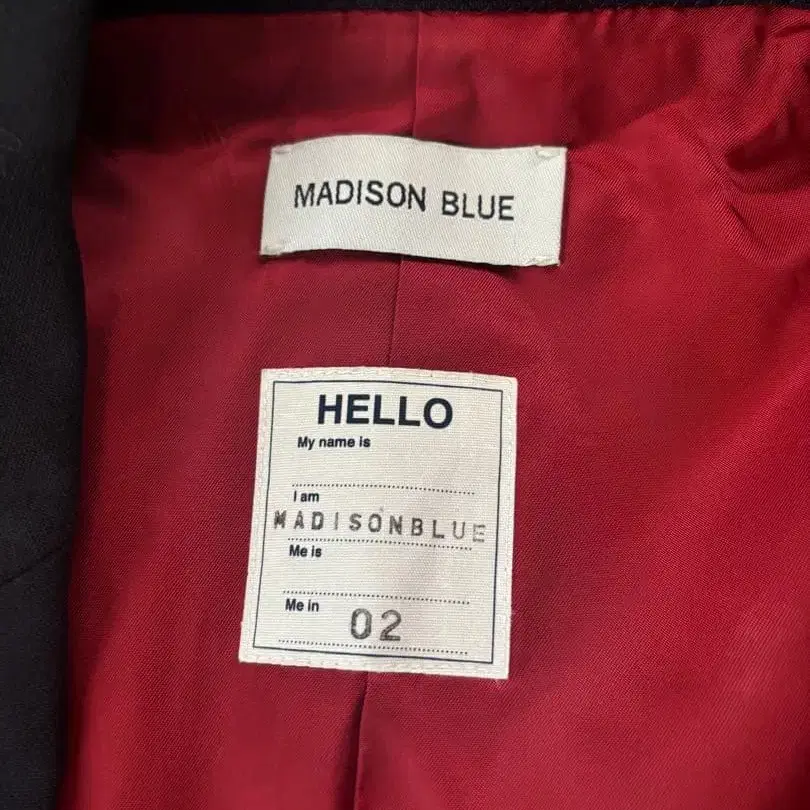 MADISON BLUE
HELLO
My name is
I am
MADISONBLUE
Me is
Me in
02